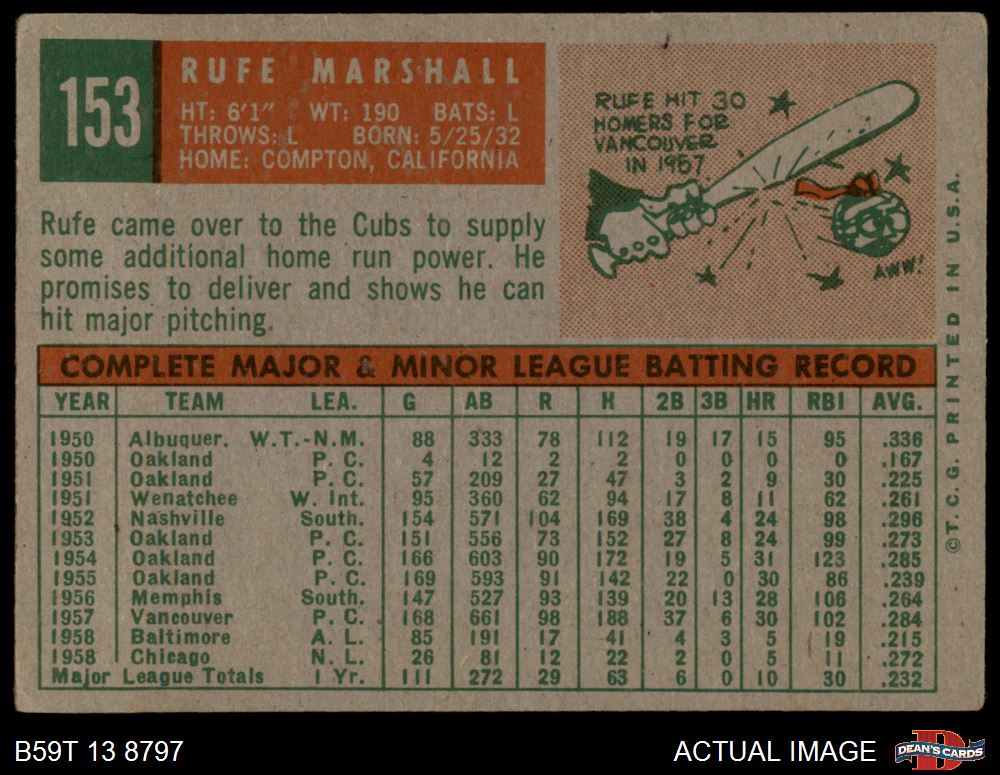 153
RUFE MARSHALL
HT: 6'1" WT: 190 BATS: L
THROWS: L BORN: 5/25/32
HOME: COMPTON, CALIFORNIA
Rufe came over to the Cubs to supply
some additional home run power. He
promises to deliver and shows he can
hit major pitching.
RUFE HIT 30
HOMERS FOR
VANCOUVER
IN 1957.
AWW!
COMPLETE MAJOR & MINOR LEAGUE BATTING RECORD
YEAR TEAM LEA. G AB R H 2B 3B HR RBI AVG.
1950 Albuquer. W.T.-N.M. 88 333 78 112 19 17 15 95 .336
1950 Oakland P. C. 4 12 2 2 0 0 0 0 .167
1951 Oakland P. C. 57 209 27 47 3 2 9 30 .225
1951 Wenatchee W. Int. 95 360 62 94 17 8 11 62 .261
1952 Nashville South. 154 571 104 169 38 4 24 98 .296
1953 Oakland P. C. 151 556 73 152 27 8 24 99 .273
1954 Oakland P. C. 166 603 90 172 19 5 31 123 .285
1955 Oakland P. C. 169 593 91 142 22 0 30 86 .239
1956 Memphis South. 147 527 93 139 20 13 28 106 .264
1957 Vancouver P. C. 168 661 98 188 37 6 30 102 .284
1958 Baltimore A. L. 85 191 17 41 4 3 5 19 .215
1958 Chicago N. L. 26 81 12 22 2 0 5 11 .272
Major League Totals 1 Yr. 111 272 29 63 6 0 10 30 .232
©T.C.G. PRINTED IN U.S.A.
B59T 13 8797
ACTUAL IMAGE
DEAN'S CARDS